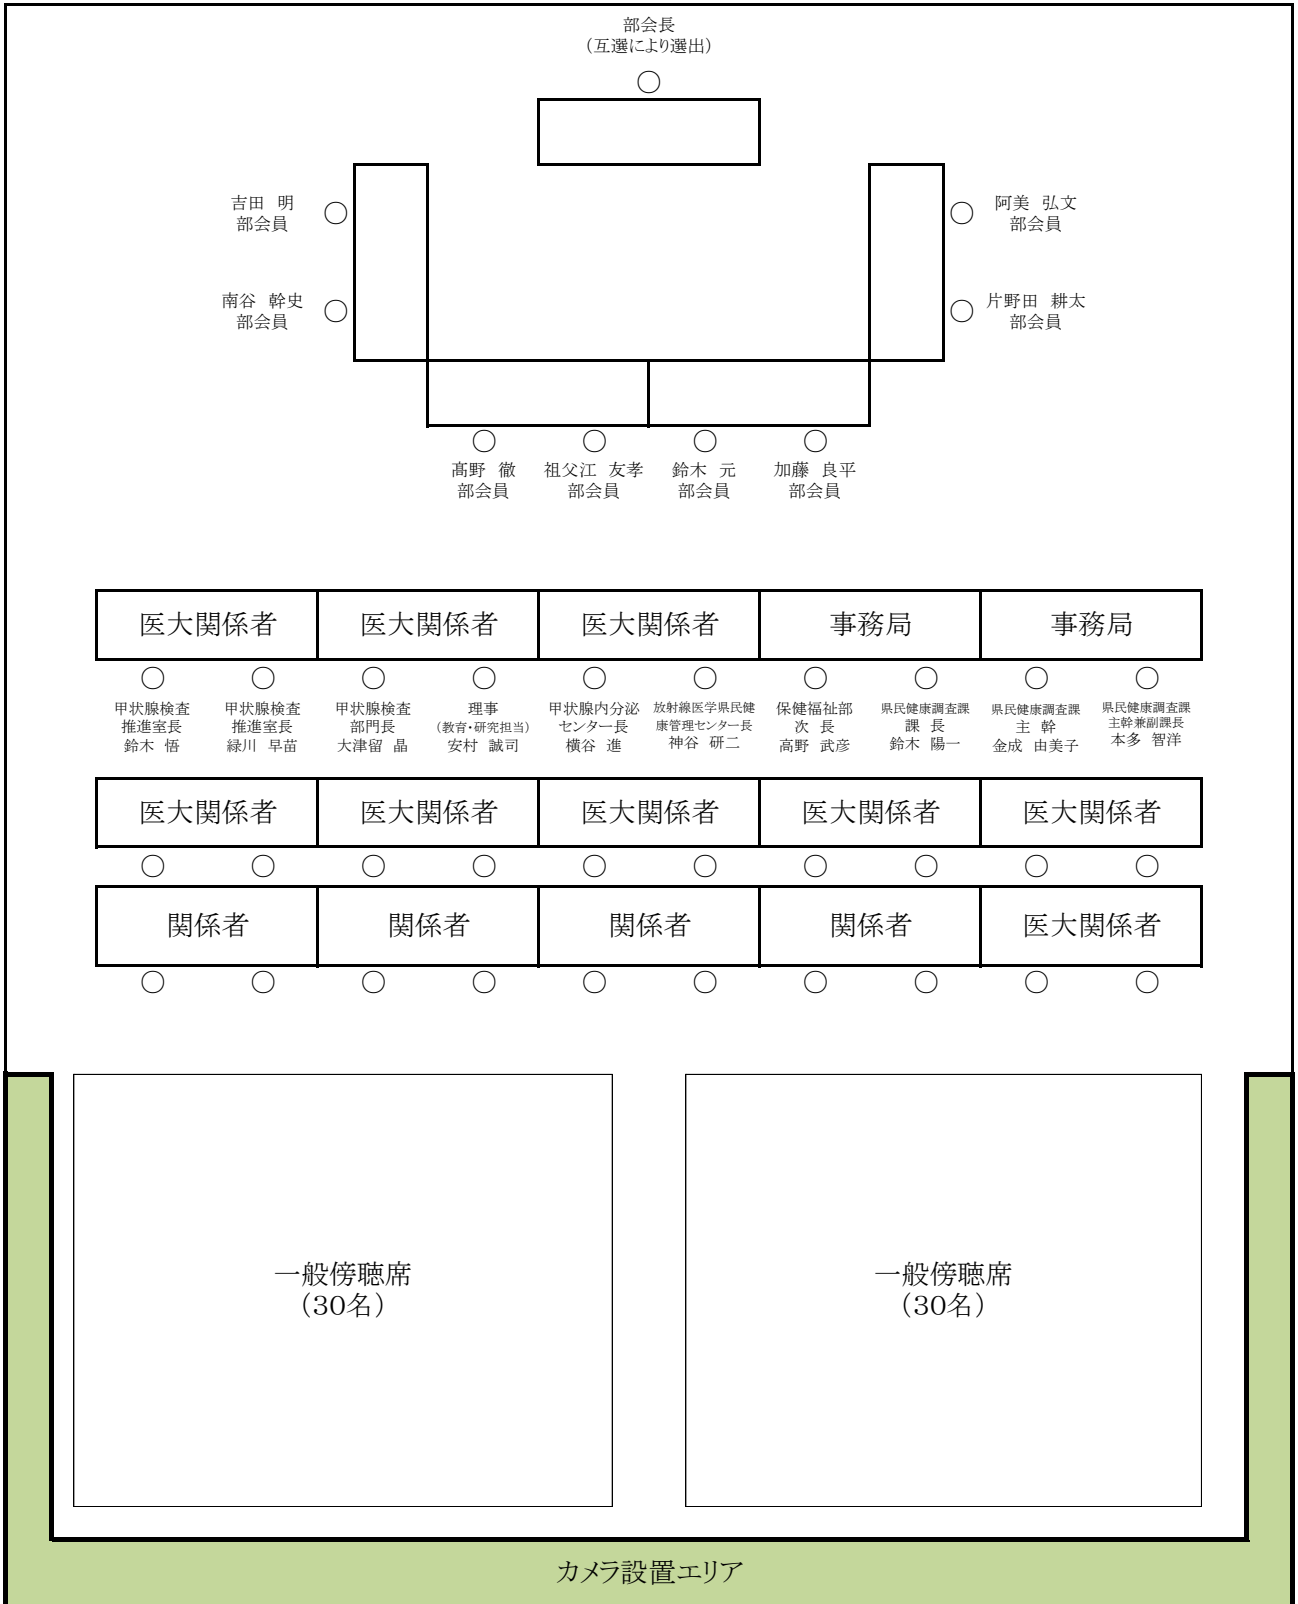 部会長
（互選により選出）
吉田　明
部会員
阿美　弘文
部会員
南谷　幹史
部会員
片野田　耕太
部会員
髙野　徹
部会員
祖父江　友孝
部会員
鈴木　元
部会員
加藤　良平
部会員
医大関係者
医大関係者
医大関係者
事務局
事務局
甲状腺検査
推進室長
鈴木　悟
甲状腺検査
推進室長
緑川　早苗
甲状腺検査
部門長
大津留　晶
理事
（教育・研究担当）
安村　誠司
甲状腺内分泌
センター長
横谷　進
放射線医学県民健
康管理センター長
神谷　研二
保健福祉部
次　長
高野　武彦
県民健康調査課
課　長
鈴木　陽一
県民健康調査課
主　幹
金成　由美子
県民健康調査課
主幹兼副課長
本多　智洋
医大関係者
医大関係者
医大関係者
医大関係者
医大関係者
関係者
関係者
関係者
関係者
医大関係者
一般傍聴席
（30名）
一般傍聴席
（30名）
カメラ設置エリア